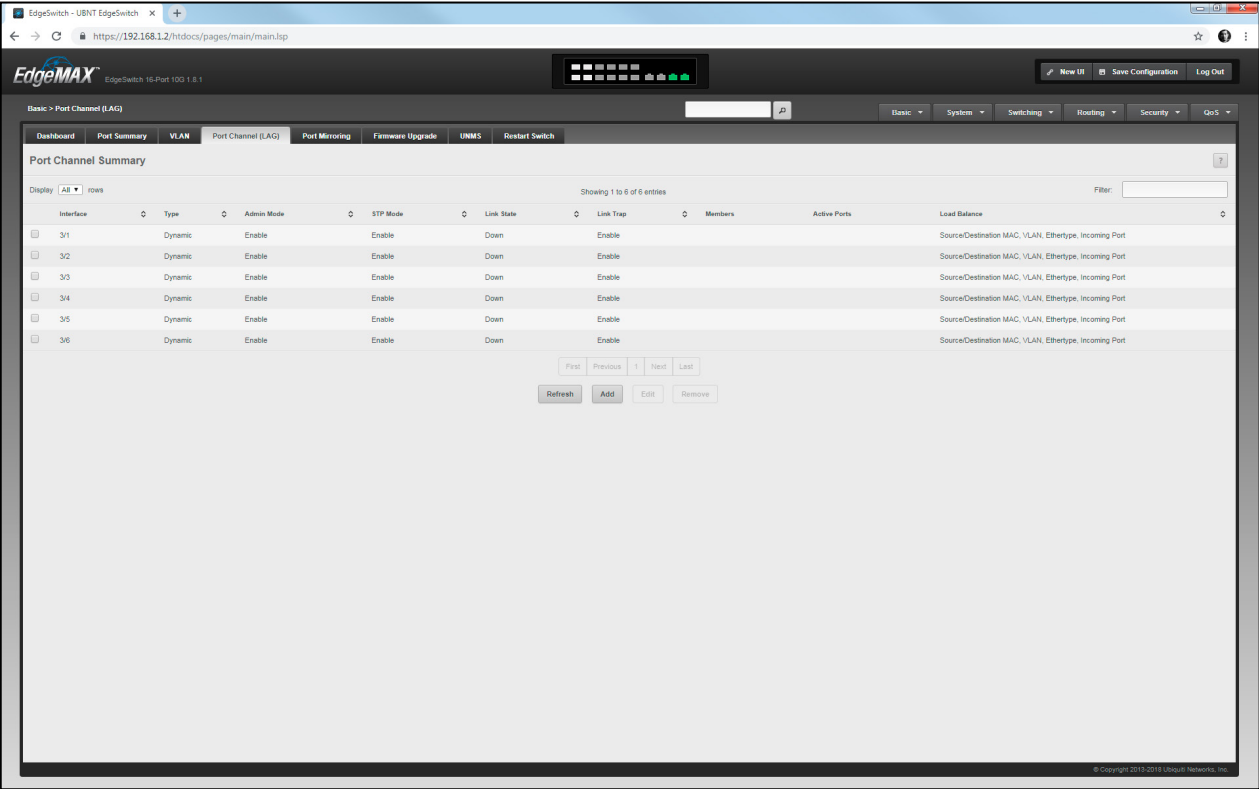 EdgeSwitch - UBNT EdgeSwitch
https://192.168.1.2/htdocs/pages/main/main.lsp
EdgeMAX™ EdgeSwitch 16-Port 10G 1.8.1 New UI Save Configuration Log Out
Basic > Port Channel (LAG) Basic System Switching Routing Security QoS
Dashboard Port Summary VLAN Port Channel (LAG) Port Mirroring Firmware Upgrade UNMS Restart Switch
Port Channel Summary ?
Display All rows Showing 1 to 6 of 6 entries Filter:
Interface Type Admin Mode STP Mode Link State Link Trap Members Active Ports Load Balance
3/1 Dynamic Enable Enable Down Enable Source/Destination MAC, VLAN, Ethertype, Incoming Port
3/2 Dynamic Enable Enable Down Enable Source/Destination MAC, VLAN, Ethertype, Incoming Port
3/3 Dynamic Enable Enable Down Enable Source/Destination MAC, VLAN, Ethertype, Incoming Port
3/4 Dynamic Enable Enable Down Enable Source/Destination MAC, VLAN, Ethertype, Incoming Port
3/5 Dynamic Enable Enable Down Enable Source/Destination MAC, VLAN, Ethertype, Incoming Port
3/6 Dynamic Enable Enable Down Enable Source/Destination MAC, VLAN, Ethertype, Incoming Port
First Previous 1 Next Last
Refresh Add Edit Remove
© Copyright 2013-2018 Ubiquiti Networks, Inc.